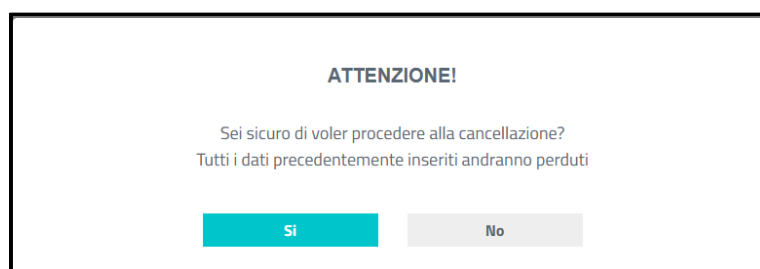 ATTENZIONE!
Sei sicuro di voler procedere alla cancellazione?
Tutti i dati precedentemente inseriti andranno perduti
Si
No